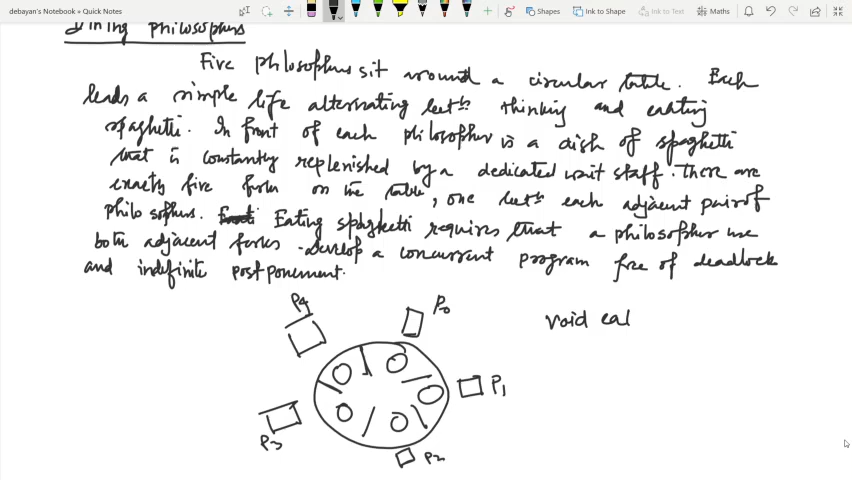 debayan's Notebook » Quick Notes
Shapes
Ink to Shape
Ink to Text
Maths
Dining philosophers
Five philosophers sit around a circular table. Each
leads a simple life alternating betn thinking and eating
spaghetti. In front of each philosopher is a dish of spaghetti
that is constantly replenished by a dedicated wait staff. There are
exactly five forks on the table, one betn each adjacent pair of
philosophers. Eating spaghetti requires that a philosopher use
both adjacent forks. Develop a concurrent program free of deadlock
and indefinite postponement.
P4
P0
void eat
P1
P3
P2